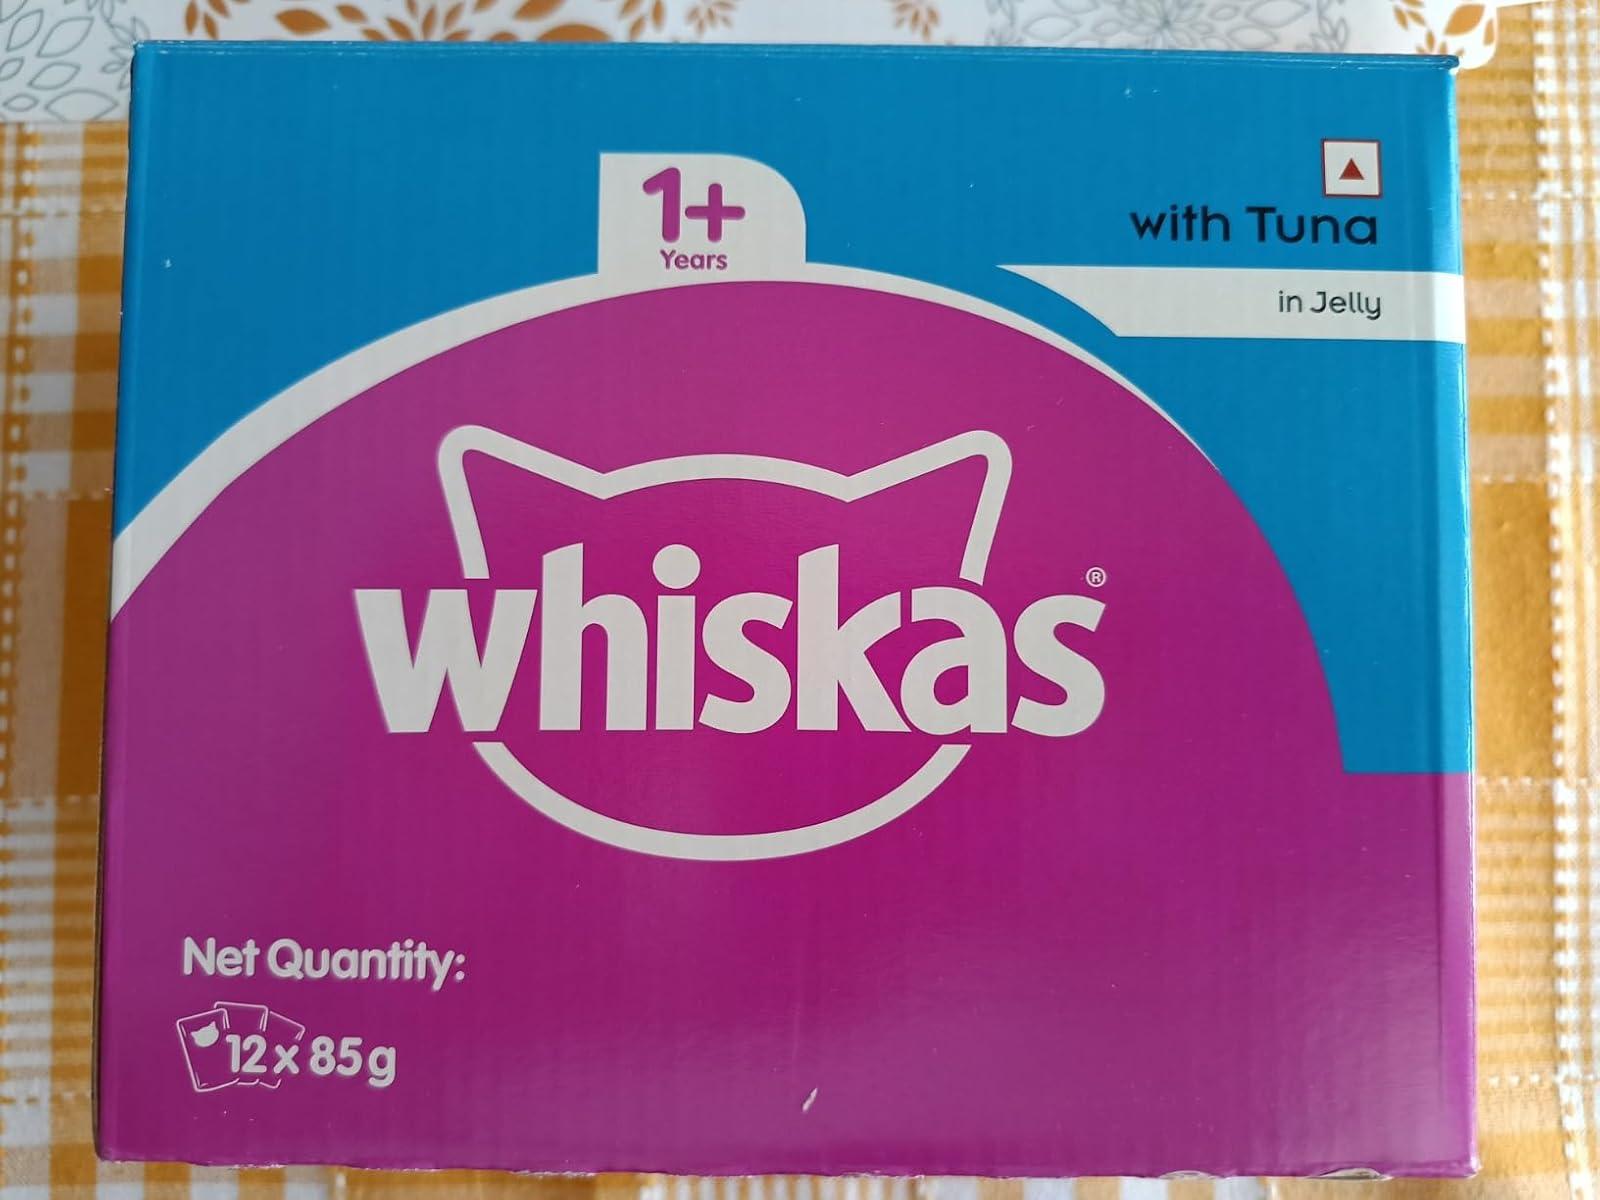 1+
Years
with Tuna
in Jelly
whiskas®
Net Quantity:
12 x 85g